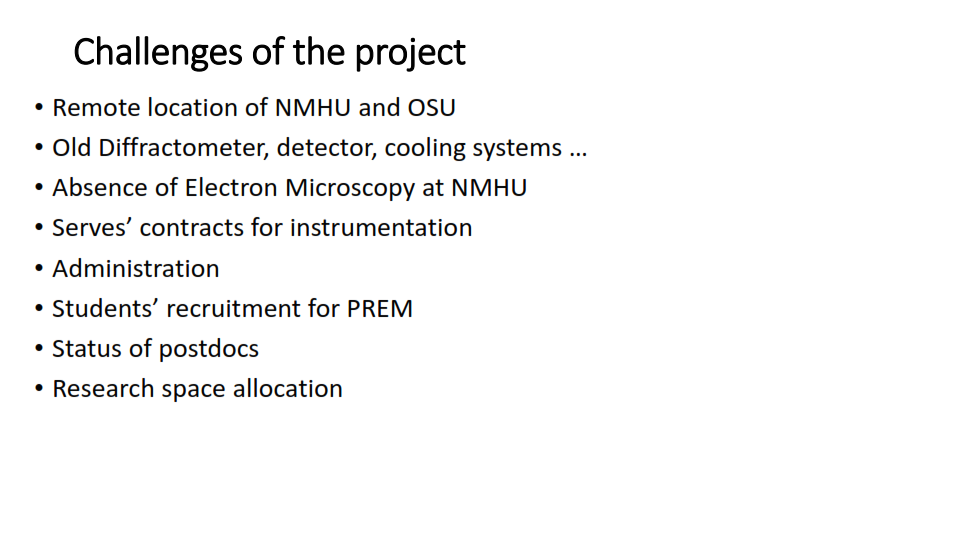 Challenges of the project
• Remote location of NMHU and OSU
• Old Diffractometer, detector, cooling systems …
• Absence of Electron Microscopy at NMHU
• Serves’ contracts for instrumentation
• Administration
• Students’ recruitment for PREM
• Status of postdocs
• Research space allocation